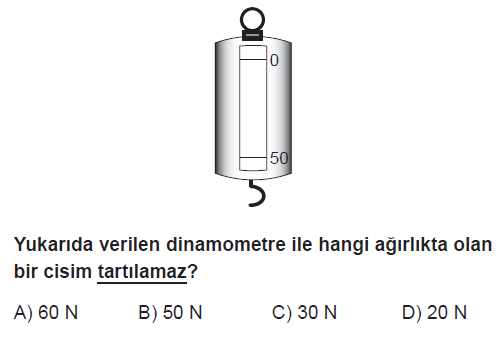 0
50
Yukarıda verilen dinamometre ile hangi ağırlıkta olan
bir cisim tartılamaz?
A) 60 N B) 50 N C) 30 N D) 20 N